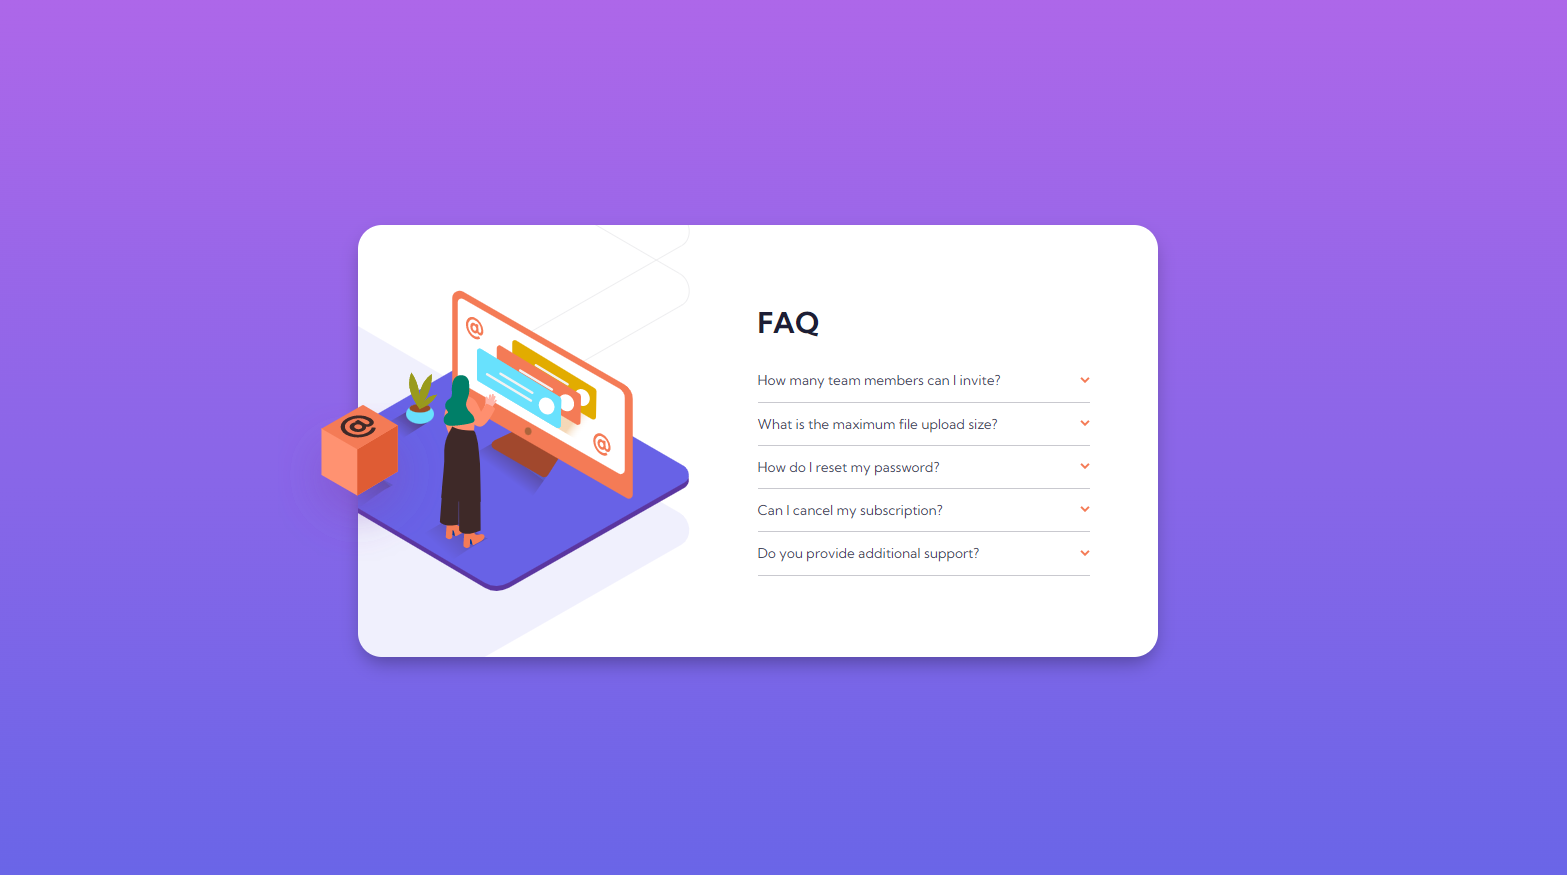 @
@
@
FAQ
How many team members can I invite?
What is the maximum file upload size?
How do I reset my password?
Can I cancel my subscription?
Do you provide additional support?